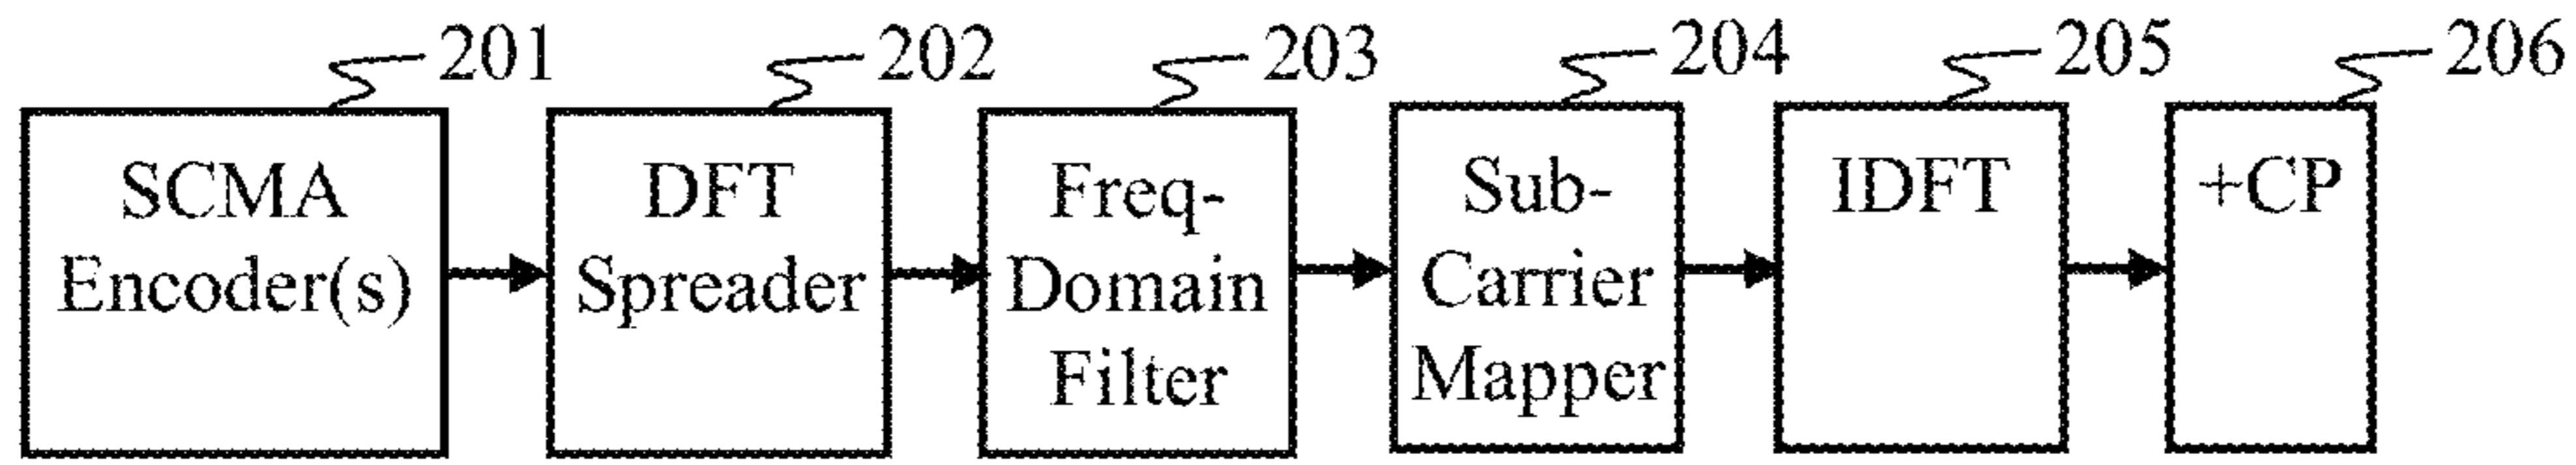 201 202 203 204 205 206
SCMA
Encoder(s)
DFT
Spreader
Freq-
Domain
Filter
Sub-
Carrier
Mapper
IDFT
+CP